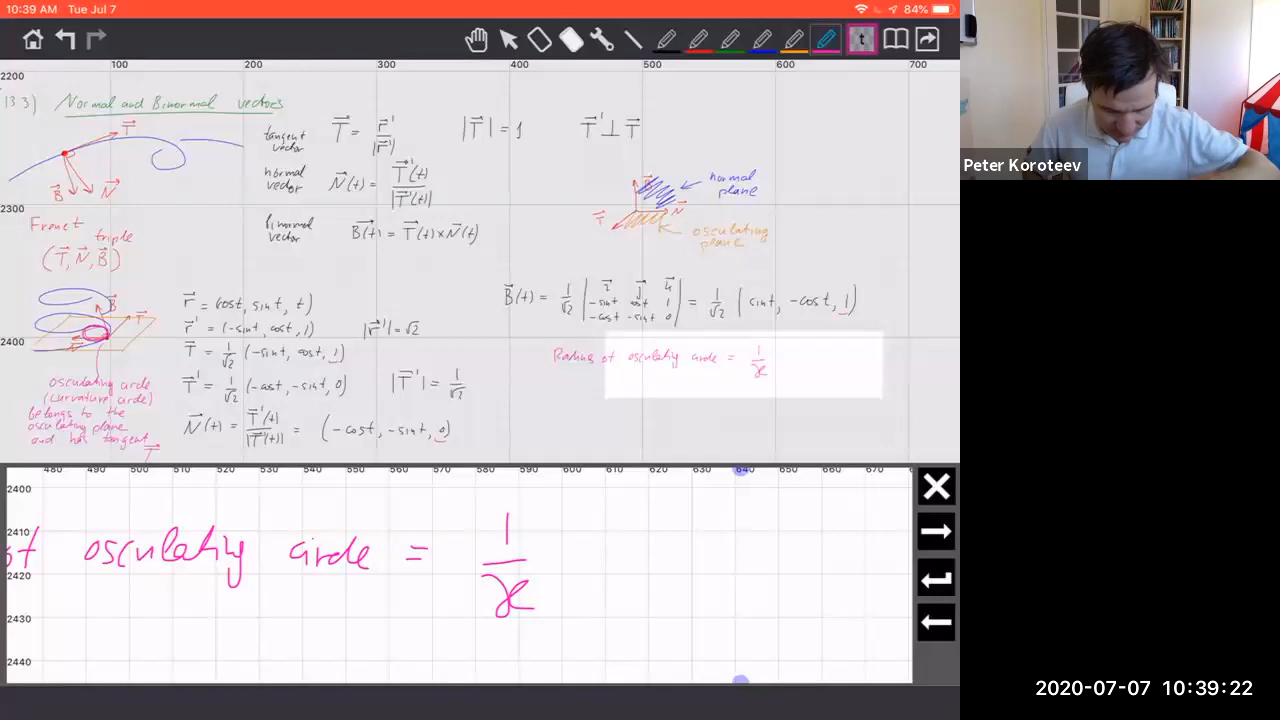 10:39 AM Tue Jul 7
84%
t
100 200 300 400 500 600 700
2200
2300
2400
13.3) Normal and Binormal vectors
T
B
N
tangent vector T = r'/|r'| |T| = 1 T' ⊥ T
normal vector N(t) = T'(t)/|T'(t)|
binormal vector B(t) = T(t) x N(t)
Frenet triple
(T, N, B)
B
T
N
normal plane
osculating plane
B
T
r = cost, sint, t)
r' = (-sint, cost, 1) |r'| = √2
T = 1/√2 (-sint, cost, 1)
T' = 1/√2 (-cost, -sint, 0) |T'| = 1/√2
N(t) = T'(t)/|T'(t)| = (-cost, -sint, 0)
osculating circle
(curvature circle)
belongs to the
osculating plane
and has tangent
T
B(t) = 1/√2 | i j k
-sint cost 1
-cost -sint 0 | = 1/√2 (sint, -cost, 1)
Radius of osculating circle = 1/ϰ
480 490 500 510 520 530 540 550 560 570 580 590 600 610 620 630 640 650 660 670
2400
2410
2420
2430
2440
of osculating circle = 1/ϰ
Peter Koroteev
2020-07-07 10:39:22